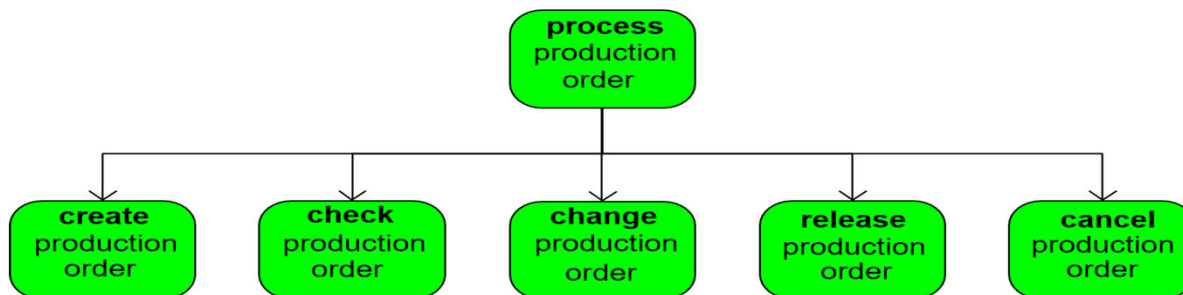 process
production
order
create
production
order
check
production
order
change
production
order
release
production
order
cancel
production
order